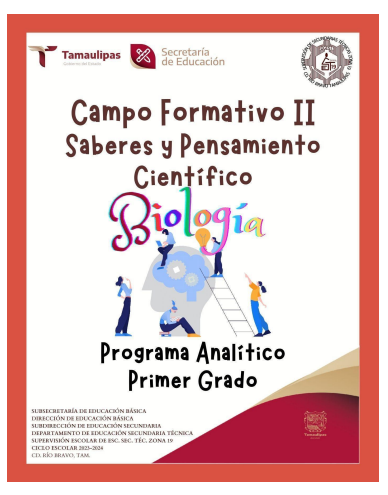 Tamaulipas
Gobierno del Estado
Secretaría
de Educación
Campo Formativo II
Saberes y Pensamiento
Científico
Biología
Programa Analítico
Primer Grado
SUBSECRETARÍA DE EDUCACIÓN BÁSICA
DIRECCIÓN DE EDUCACIÓN BÁSICA
SUBDIRECCIÓN DE EDUCACIÓN SECUNDARIA
DEPARTAMENTO DE EDUCACIÓN SECUNDARIA TÉCNICA
SUPERVISIÓN ESCOLAR DE ESC. SEC. TÉC. ZONA 19
CICLO ESCOLAR 2023-2024
CD. RÍO BRAVO, TAM.
Tamaulipas